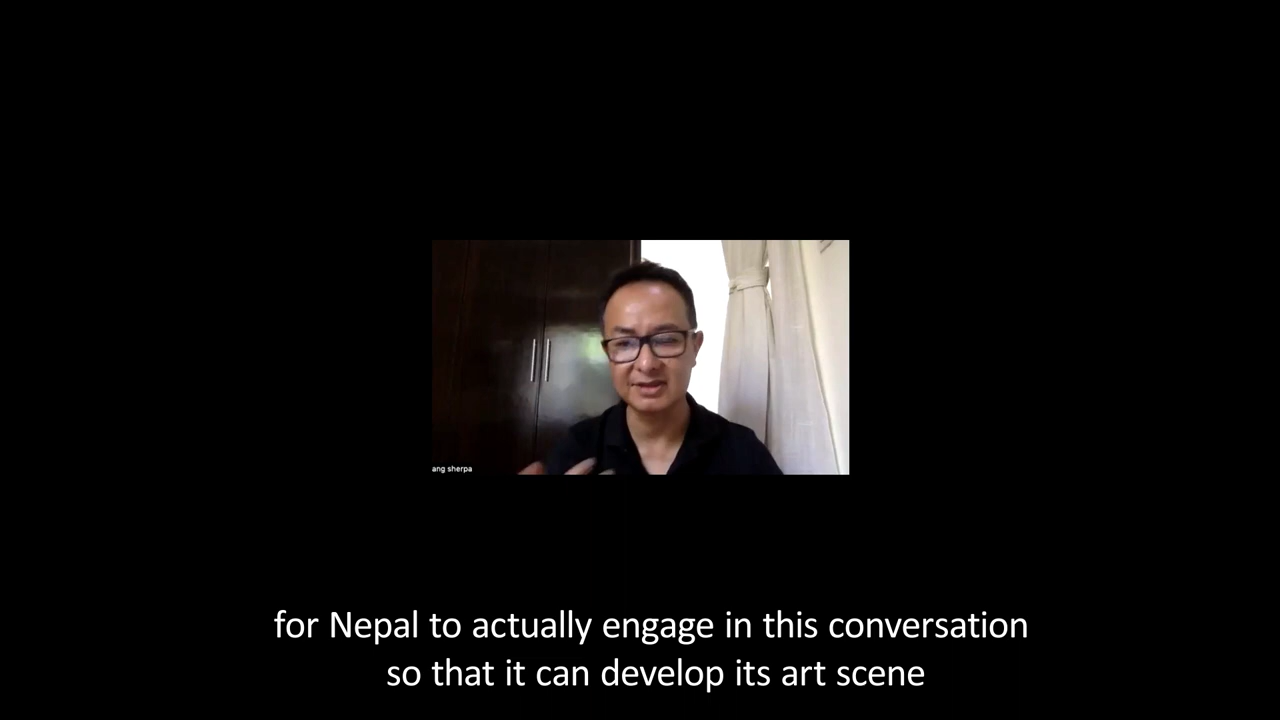 ang sherpa
for Nepal to actually engage in this conversation
so that it can develop its art scene